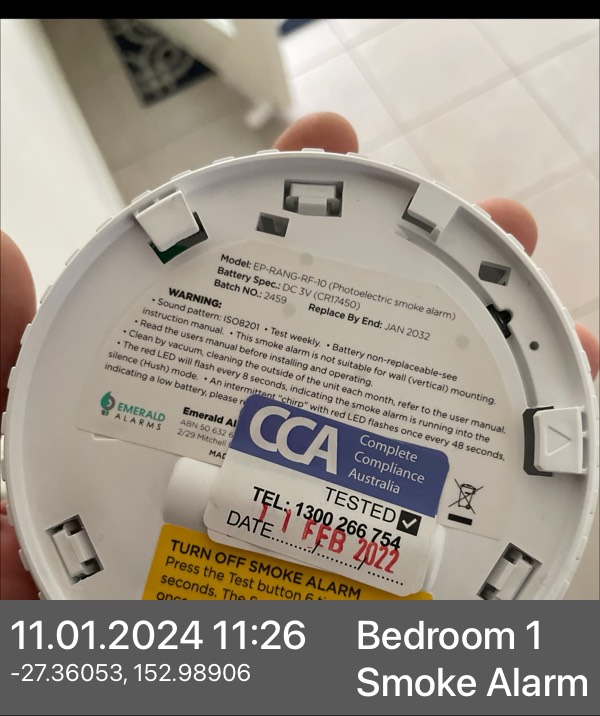 Model: EP-RANG-RF-10 (Photoelectric smoke alarm)
Battery Spec.: DC 3V (CR17450)
Batch NO.: 2459 Replace By End: JAN 2032
WARNING:
• Sound pattern: ISO8201 • Test weekly. • Battery non-replaceable-see
instruction manual. • This smoke alarm is not suitable for wall (vertical) mounting.
• Read the users manual before installing and operating.
• Clean by vacuum, cleaning the outside of the unit each month, refer to the user manual.
• The red LED will flash every 8 seconds, indicating the smoke alarm is running into the
silence (Hush) mode. • An intermittent "chirp" with red LED flashes once every 48 seconds,
indicating a low battery, please
EMERALD
ALARMS
Emerald
ABN 50 632
2/29 Mitchell
CCA
Complete
Compliance
Australia
TESTED
TEL: 1300 266 754
DATE
11 FEB 2022
TURN OFF SMOKE ALARM
Press the Test button 6
seconds. The
11.01.2024 11:26
-27.36053, 152.98906
Bedroom 1
Smoke Alarm